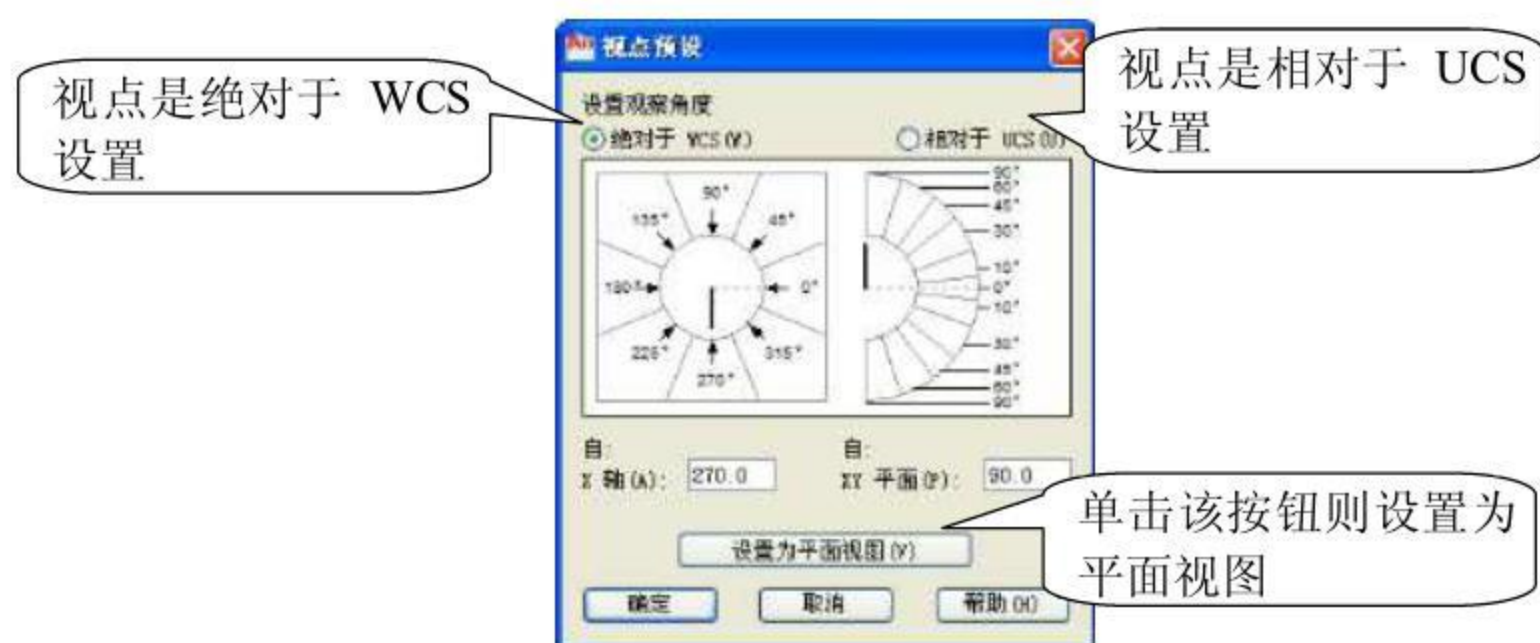 视点预设
视点是绝对于 WCS
设置
视点是相对于 UCS
设置
设置观察角度
绝对于 WCS(W)
相对于 UCS(U)
90°
135°
45°
180°
0°
225°
315°
270°
90°
60°
45°
30°
10°
0°
10°
30°
45°
60°
90°
自:
X 轴(A): 270.0
自:
XY 平面(P): 90.0
设置为平面视图(V)
单击该按钮则设置为
平面视图
确定
取消
帮助(H)